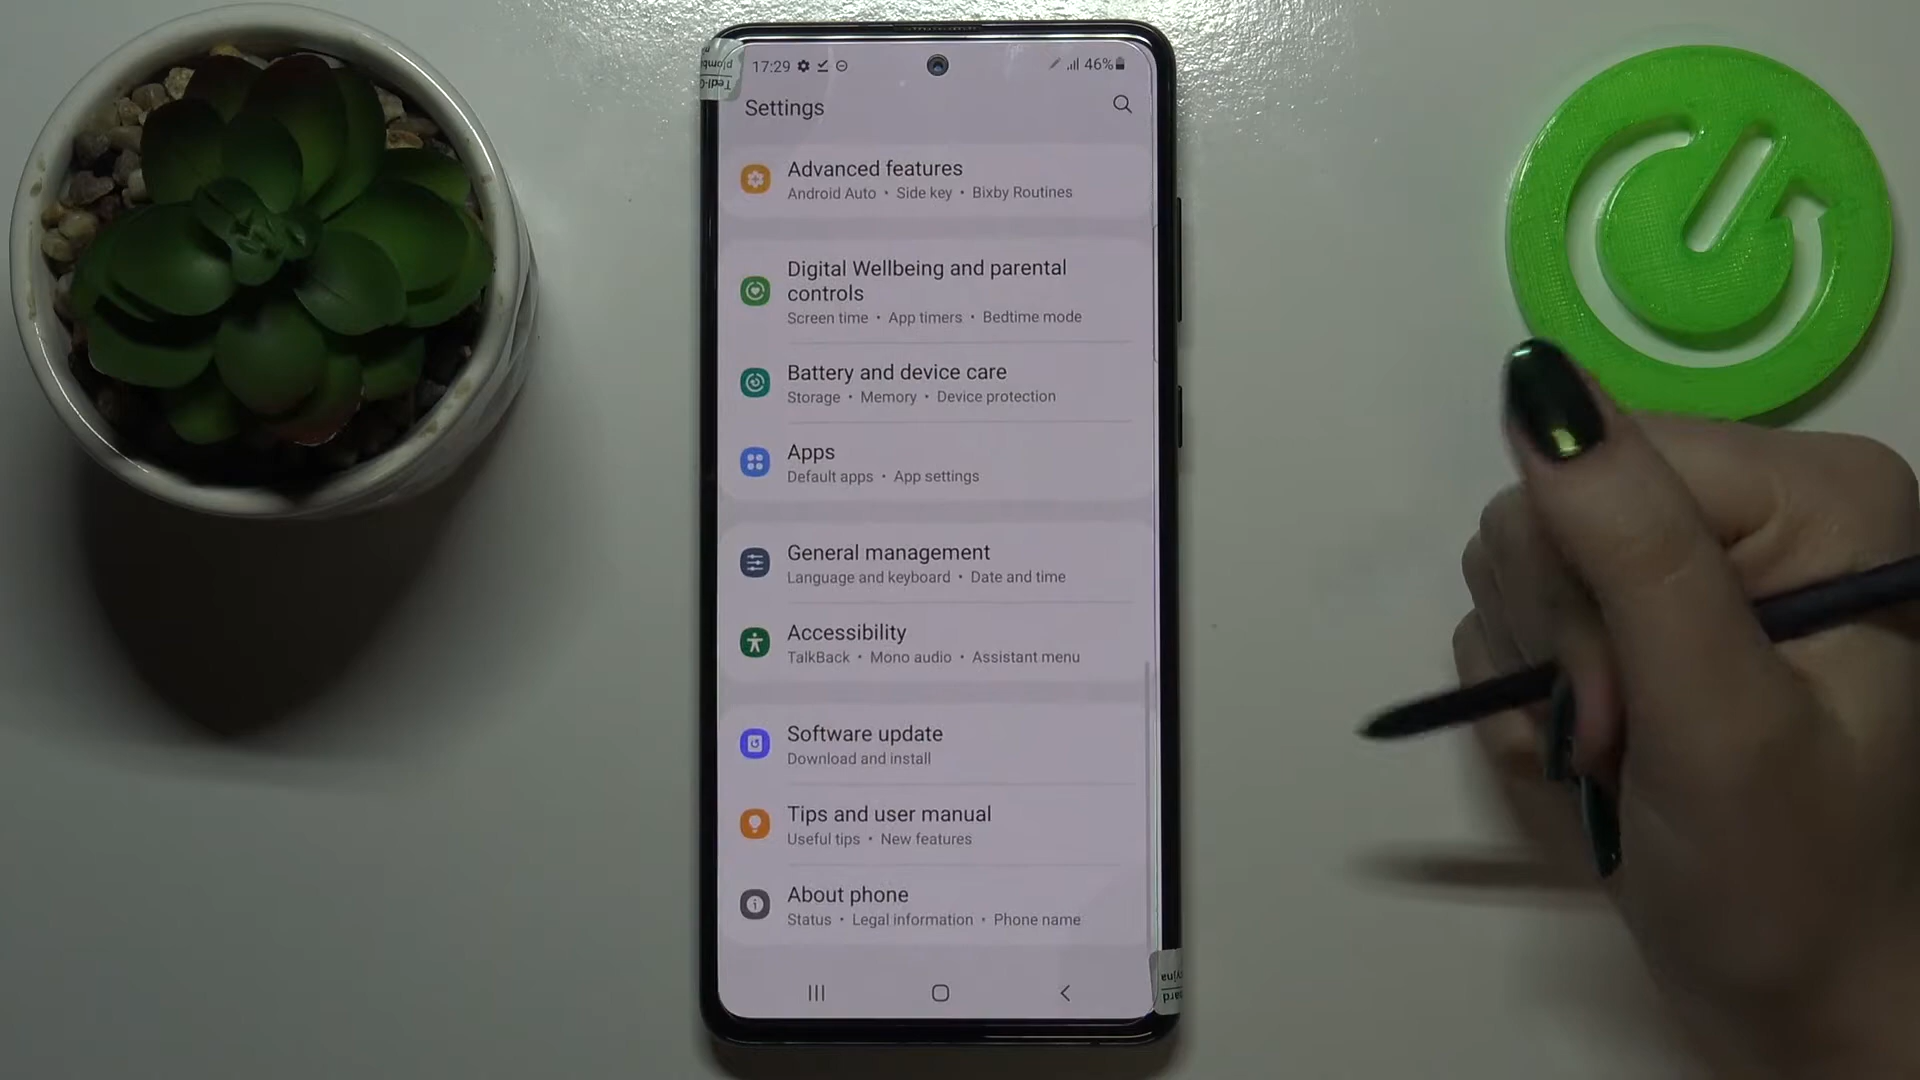 17:29
46%
Settings
Advanced features
Android Auto • Side key • Bixby Routines
Digital Wellbeing and parental
controls
Screen time • App timers • Bedtime mode
Battery and device care
Storage • Memory • Device protection
Apps
Default apps • App settings
General management
Language and keyboard • Date and time
Accessibility
TalkBack • Mono audio • Assistant menu
Software update
Download and install
Tips and user manual
Useful tips • New features
About phone
Status • Legal information • Phone name